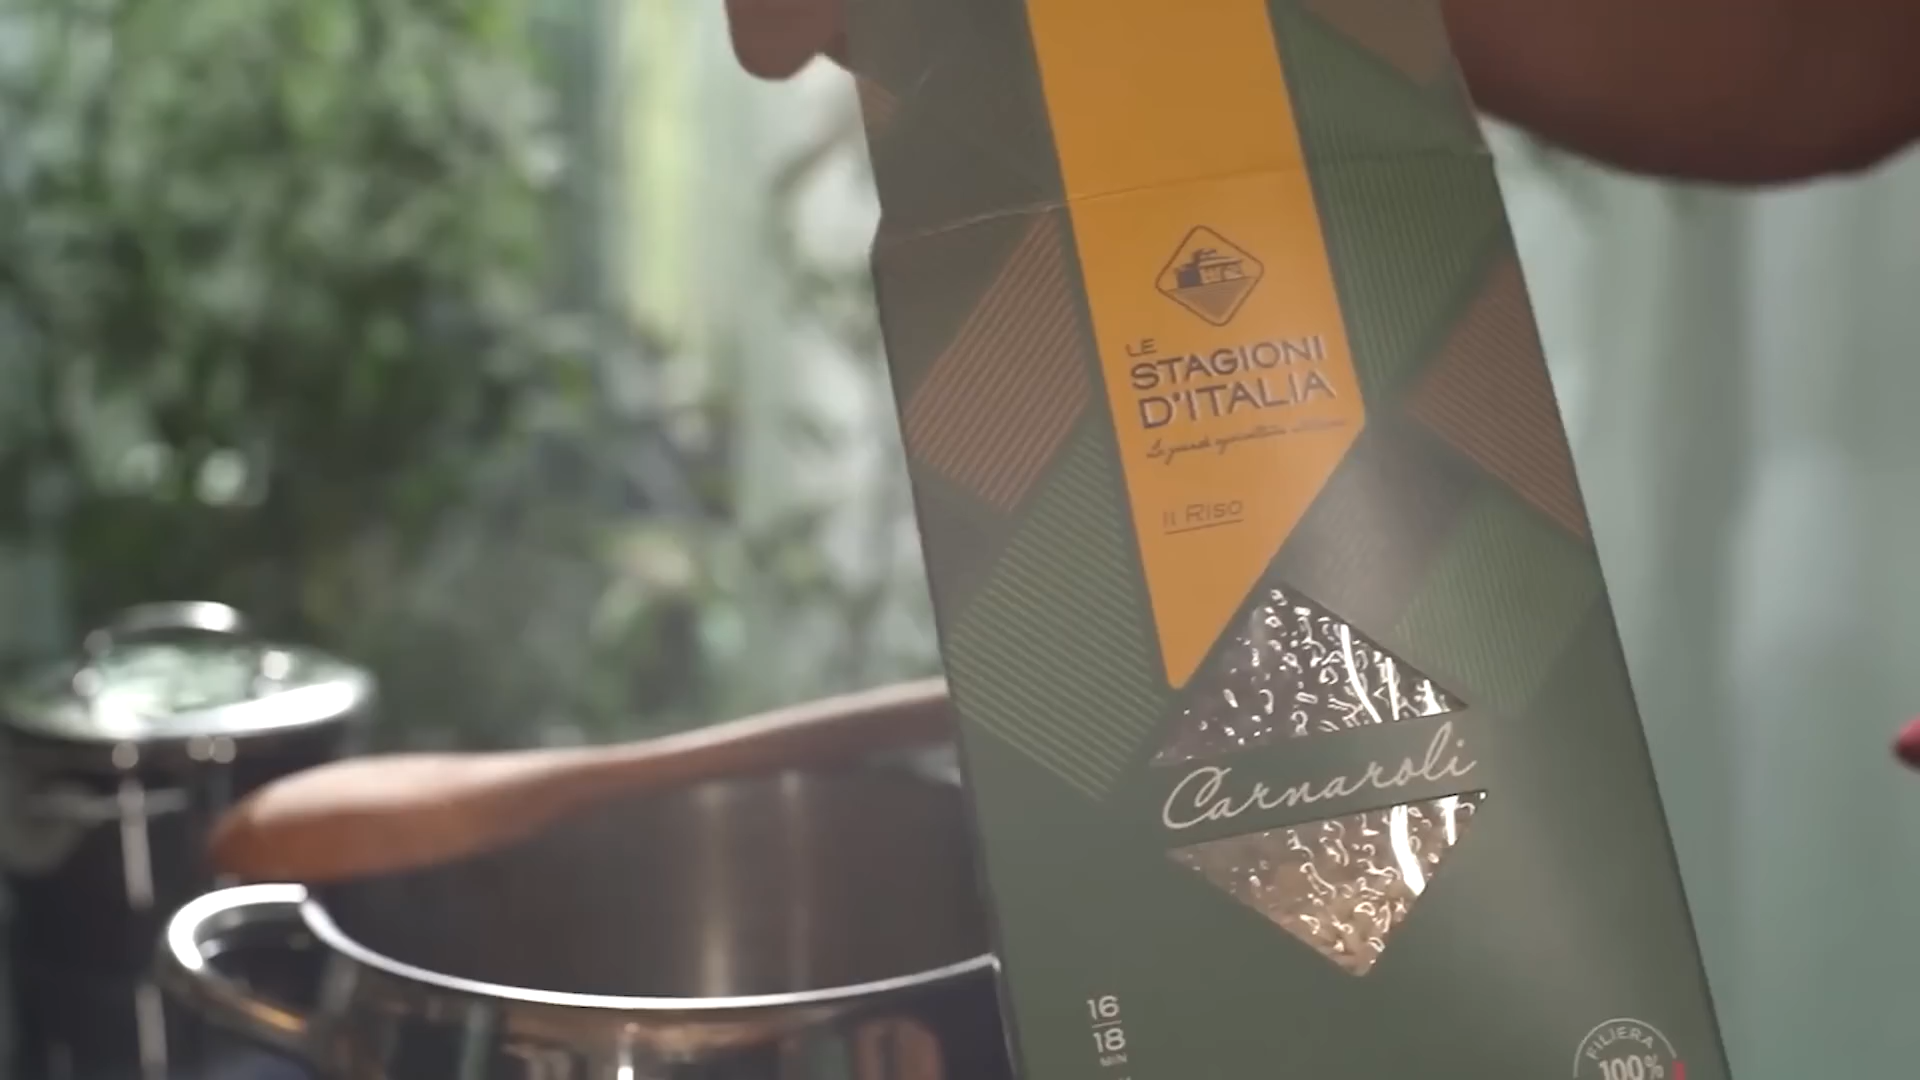 LE
STAGIONI
D'ITALIA
Il Riso
Carnaroli
16
18
MIN
FILIERA
100%